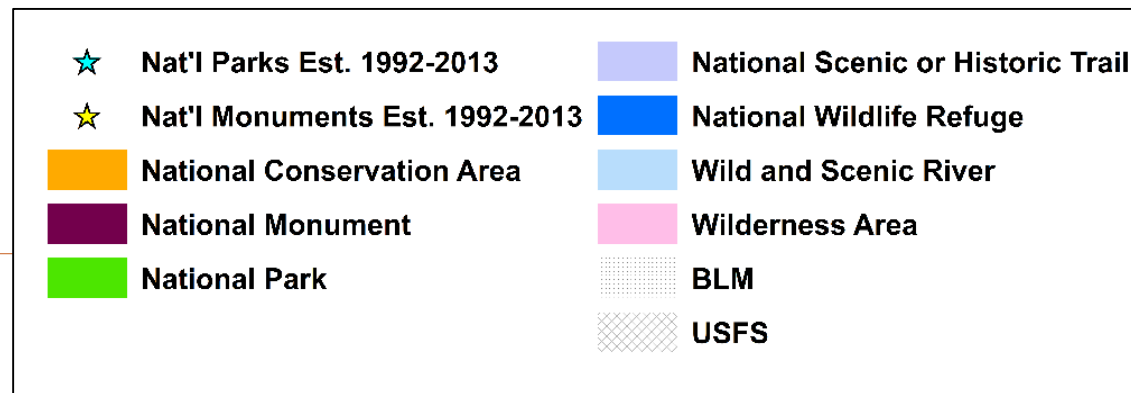 Nat'l Parks Est. 1992-2013
Nat'l Monuments Est. 1992-2013
National Conservation Area
National Monument
National Park
National Scenic or Historic Trail
National Wildlife Refuge
Wild and Scenic River
Wilderness Area
BLM
USFS